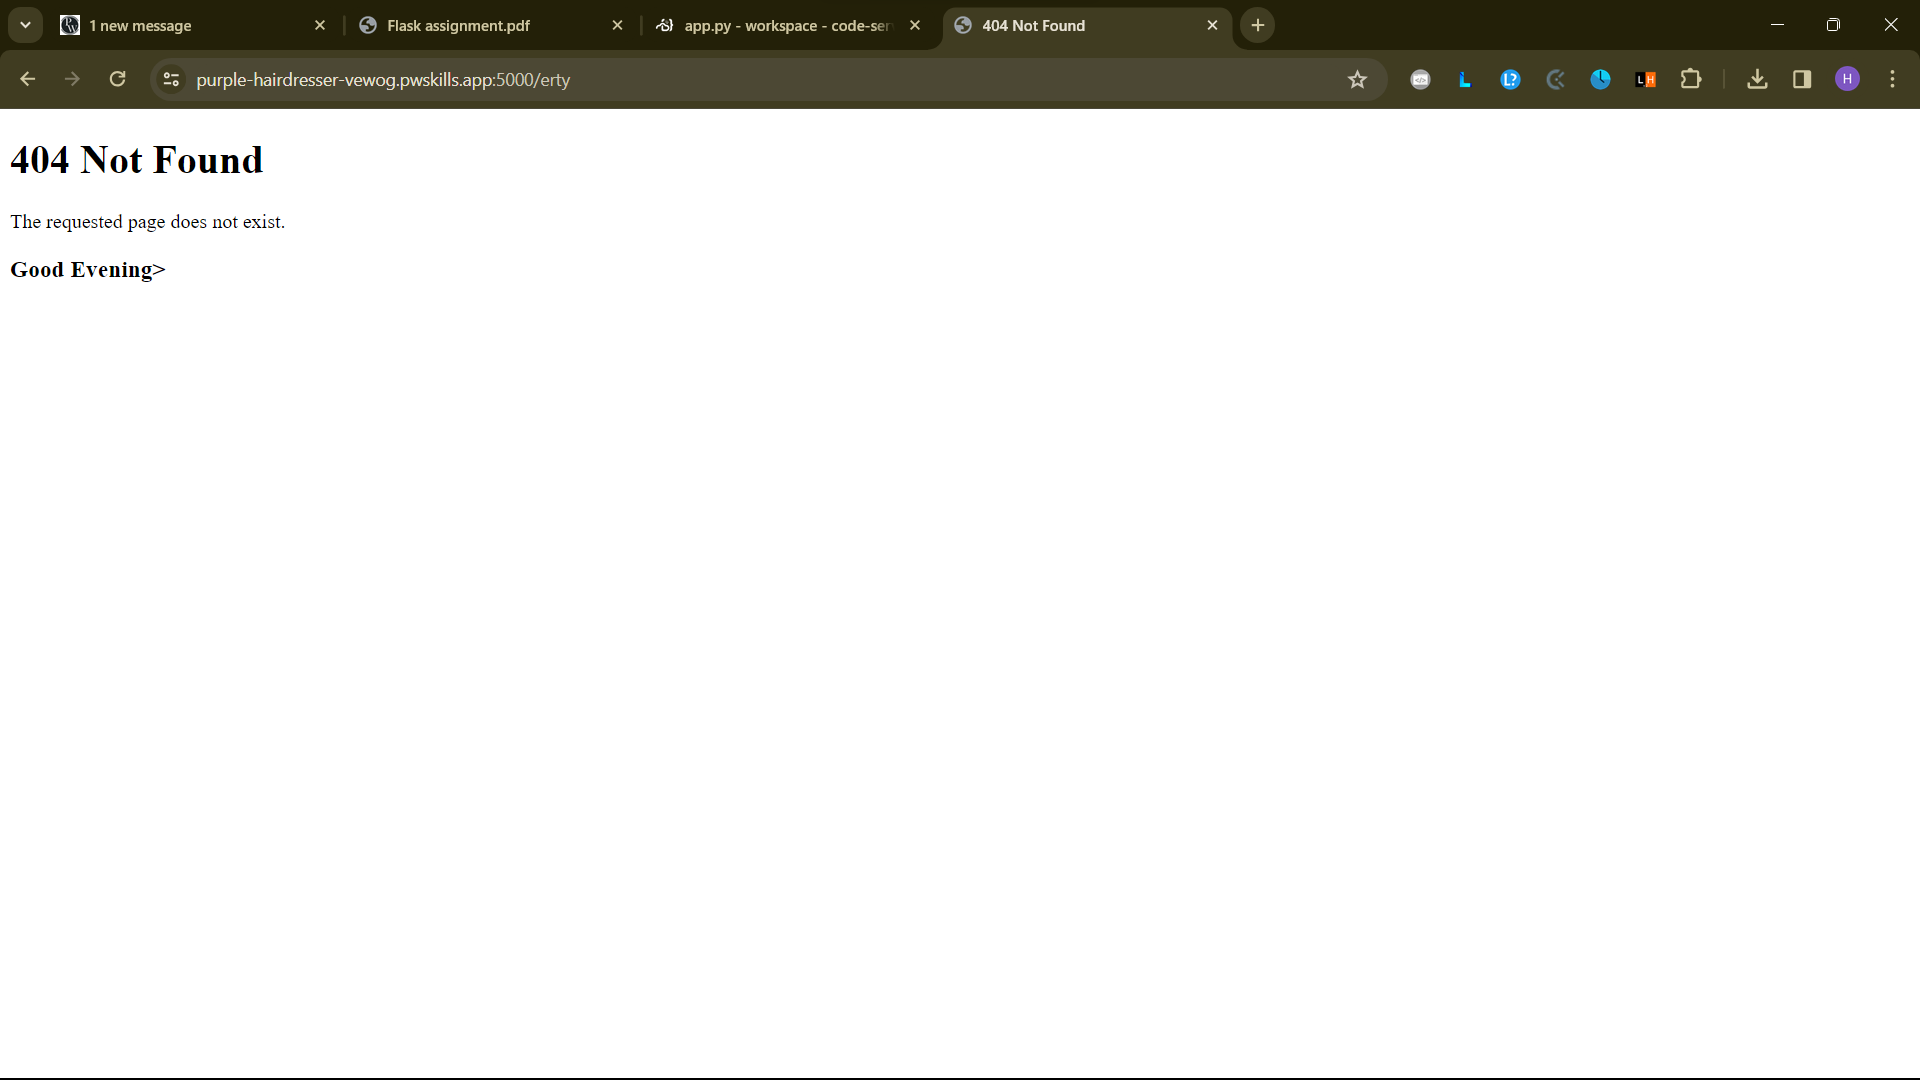 1 new message
Flask assignment.pdf
app.py - workspace - code-ser
404 Not Found
purple-hairdresser-vewog.pwskills.app:5000/erty
H
404 Not Found
The requested page does not exist.
Good Evening>